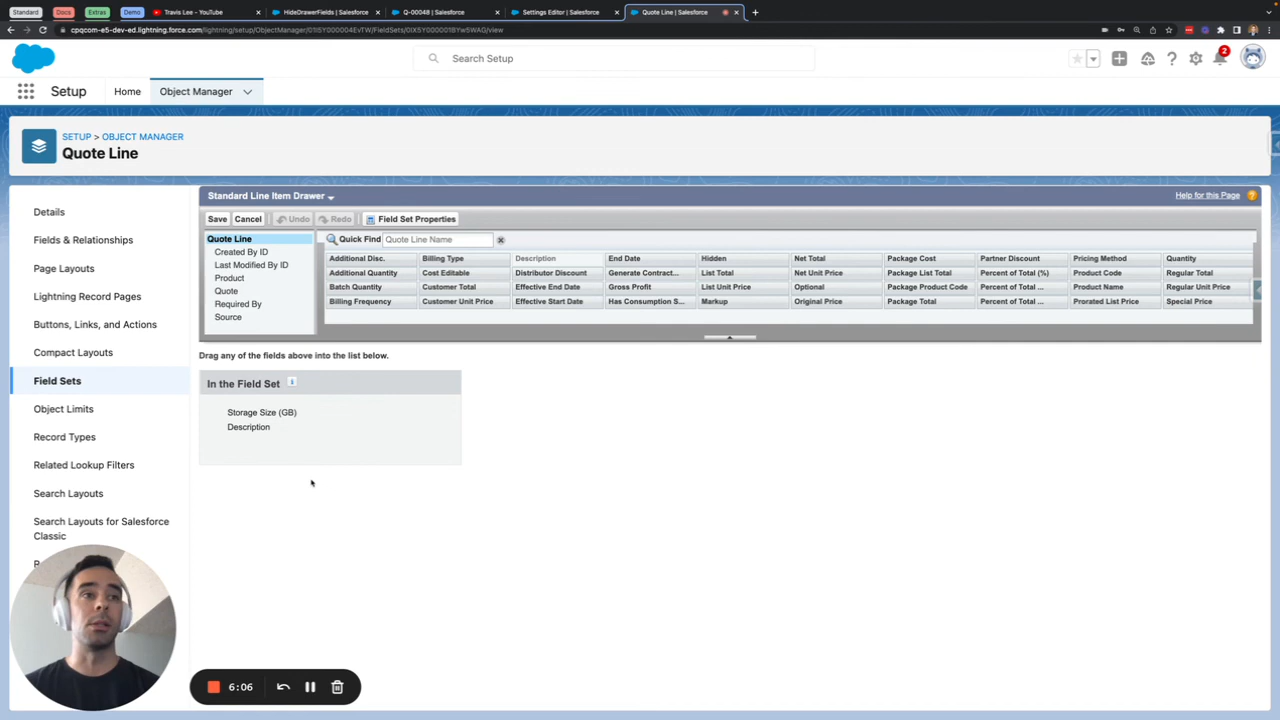 Standard Docs Extras Demo Travis Lee - YouTube HideDrawerFields | Salesforce Q-00048 | Salesforce Settings Editor | Salesforce Quote Line | Salesforce
Search Setup
2
Setup Home Object Manager
SETUP > OBJECT MANAGER
Quote Line
Details
Fields & Relationships
Page Layouts
Lightning Record Pages
Buttons, Links, and Actions
Compact Layouts
Field Sets
Object Limits
Record Types
Related Lookup Filters
Search Layouts
Search Layouts for Salesforce
Classic
Standard Line Item Drawer
Help for this Page
Save Cancel Undo Redo Field Set Properties
Quote Line
Created By ID
Last Modified By ID
Product
Quote
Required By
Source
Quick Find Quote Line Name
Additional Disc. Billing Type Description End Date Hidden Net Total Package Cost Partner Discount Pricing Method Quantity
Additional Quantity Cost Editable Distributor Discount Generate Contract... List Total Net Unit Price Package List Total Percent of Total (%) Product Code Regular Total
Batch Quantity Customer Total Effective End Date Gross Profit List Unit Price Optional Package Product Code Percent of Total ... Product Name Regular Unit Price
Billing Frequency Customer Unit Price Effective Start Date Has Consumption S... Markup Original Price Package Total Percent of Total ... Prorated List Price Special Price
Drag any of the fields above into the list below.
In the Field Set
Storage Size (GB)
Description
6:06